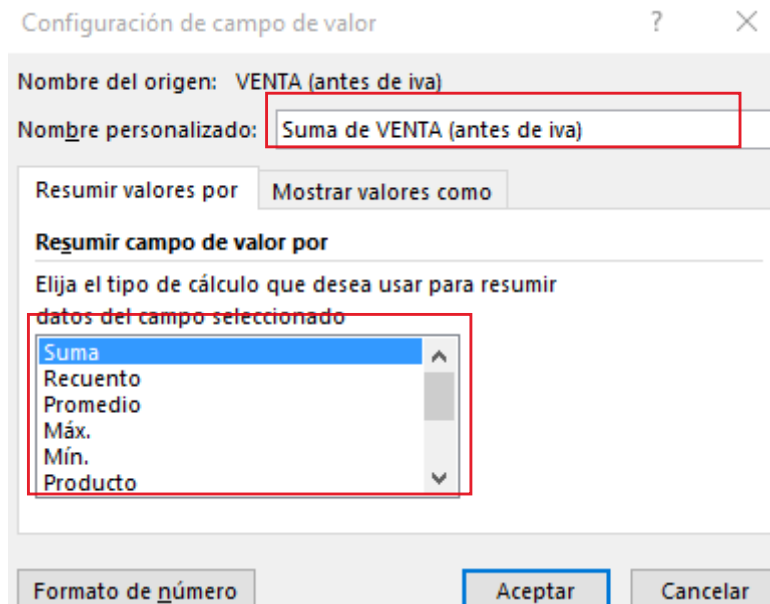 Configuración de campo de valor ?
Nombre del origen: VENTA (antes de iva)
Nombre personalizado: Suma de VENTA (antes de iva)
Resumir valores por Mostrar valores como
Resumir campo de valor por
Elija el tipo de cálculo que desea usar para resumir
datos del campo seleccionado
Suma
Recuento
Promedio
Máx.
Mín.
Producto
Formato de número Aceptar Cancelar